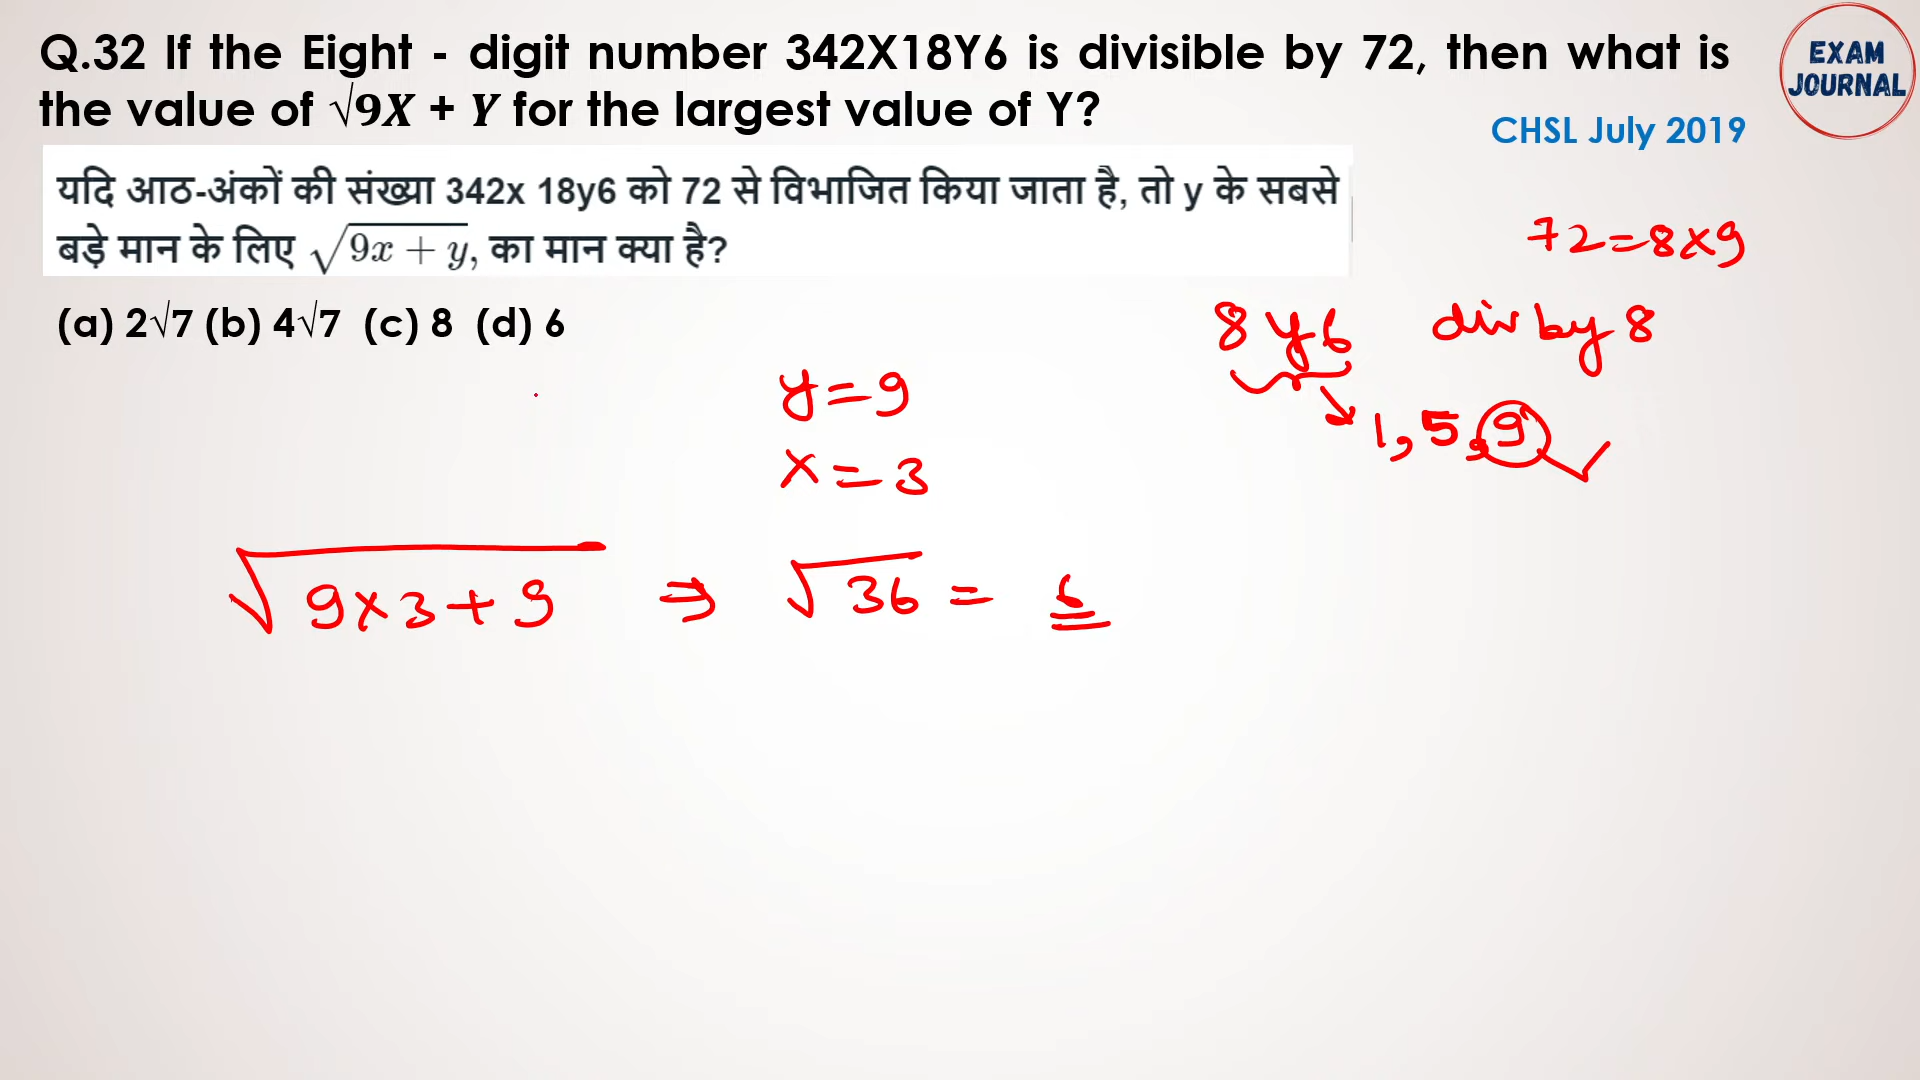 Q.32 If the Eight - digit number 342X18Y6 is divisible by 72, then what is
the value of √9X + Y for the largest value of Y?
EXAM
JOURNAL
CHSL July 2019
यदि आठ-अंकों की संख्या 342x 18y6 को 72 से विभाजित किया जाता है, तो y के सबसे
बड़े मान के लिए √9x + y, का मान क्या है?
(a) 2√7 (b) 4√7 (c) 8 (d) 6
72=8×9
8y6 div by 8
1,5,9
y=9
x=3
√9×3+9 ⇒ √36 = 6